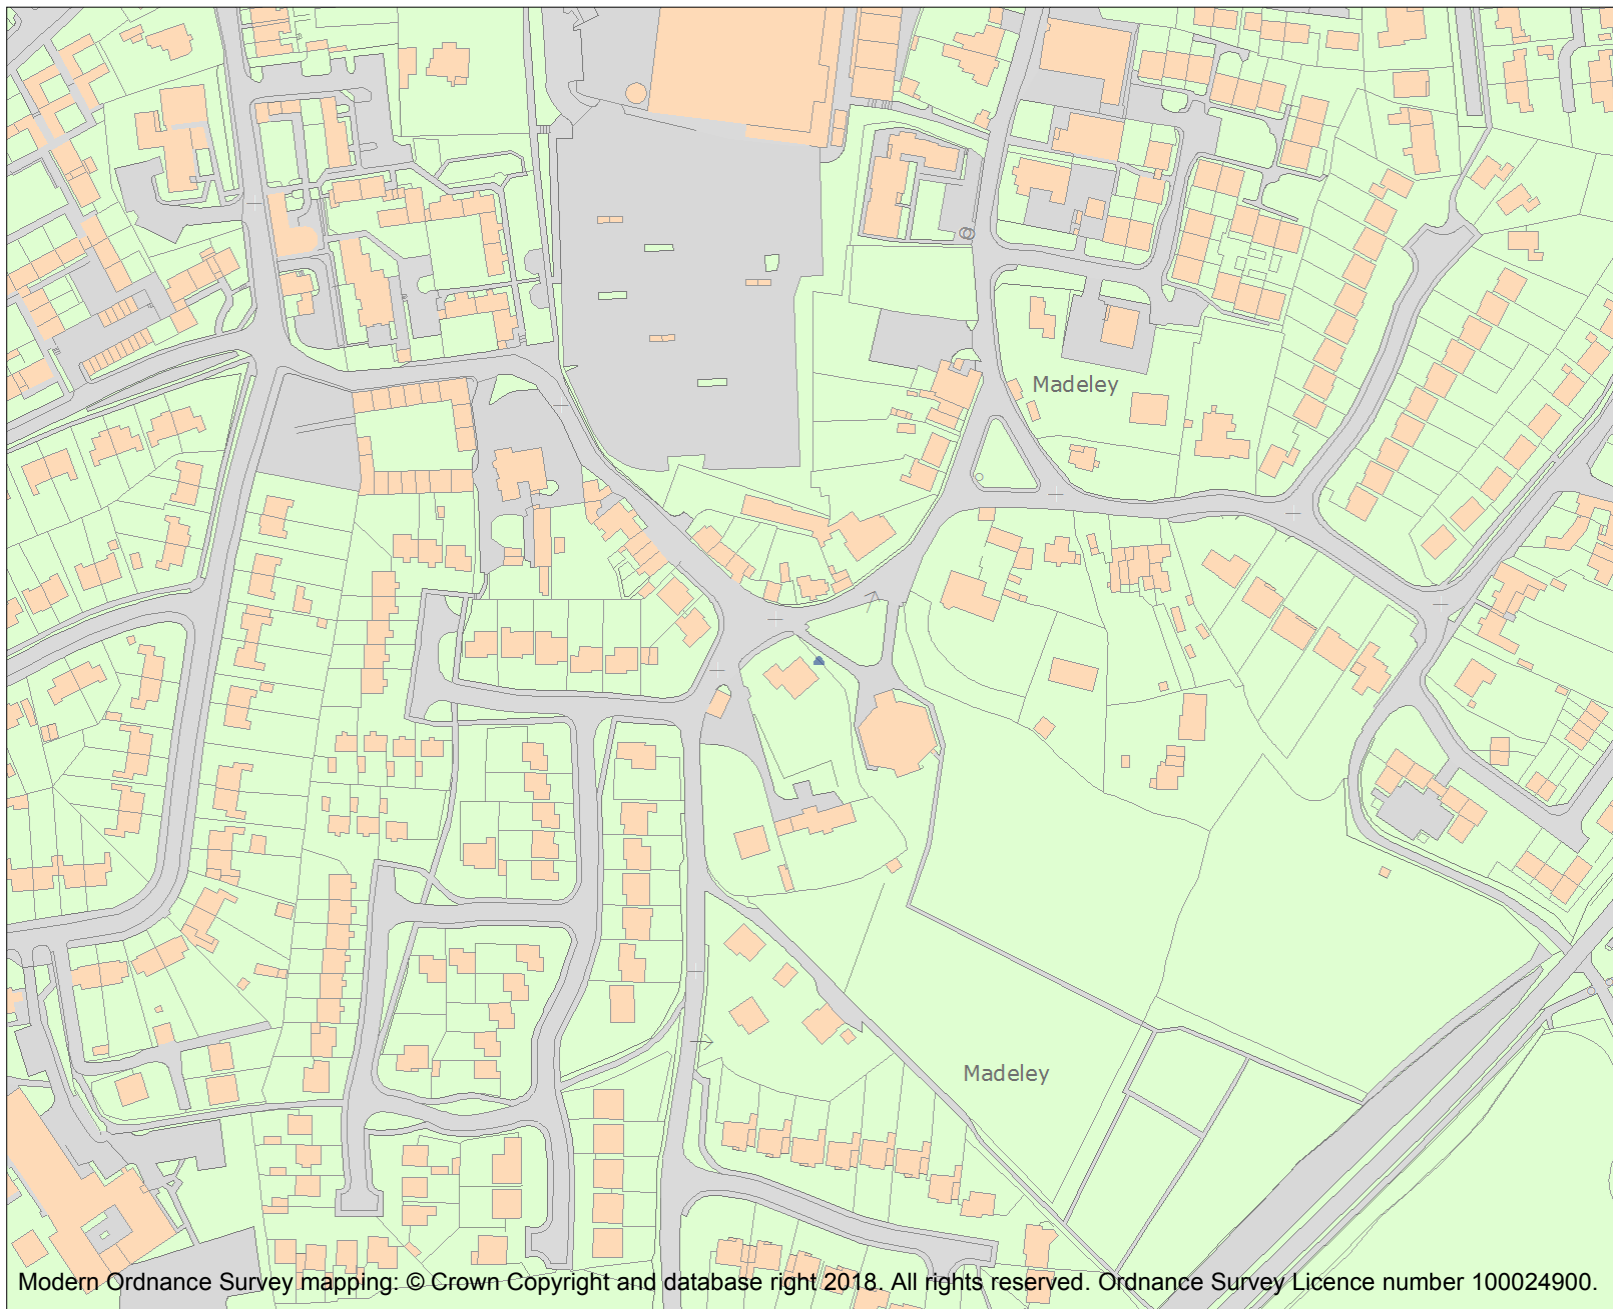 Madeley
Madeley
Modern Ordnance Survey mapping: © Crown Copyright and database right 2018. All rights reserved. Ordnance Survey Licence number 100024900.